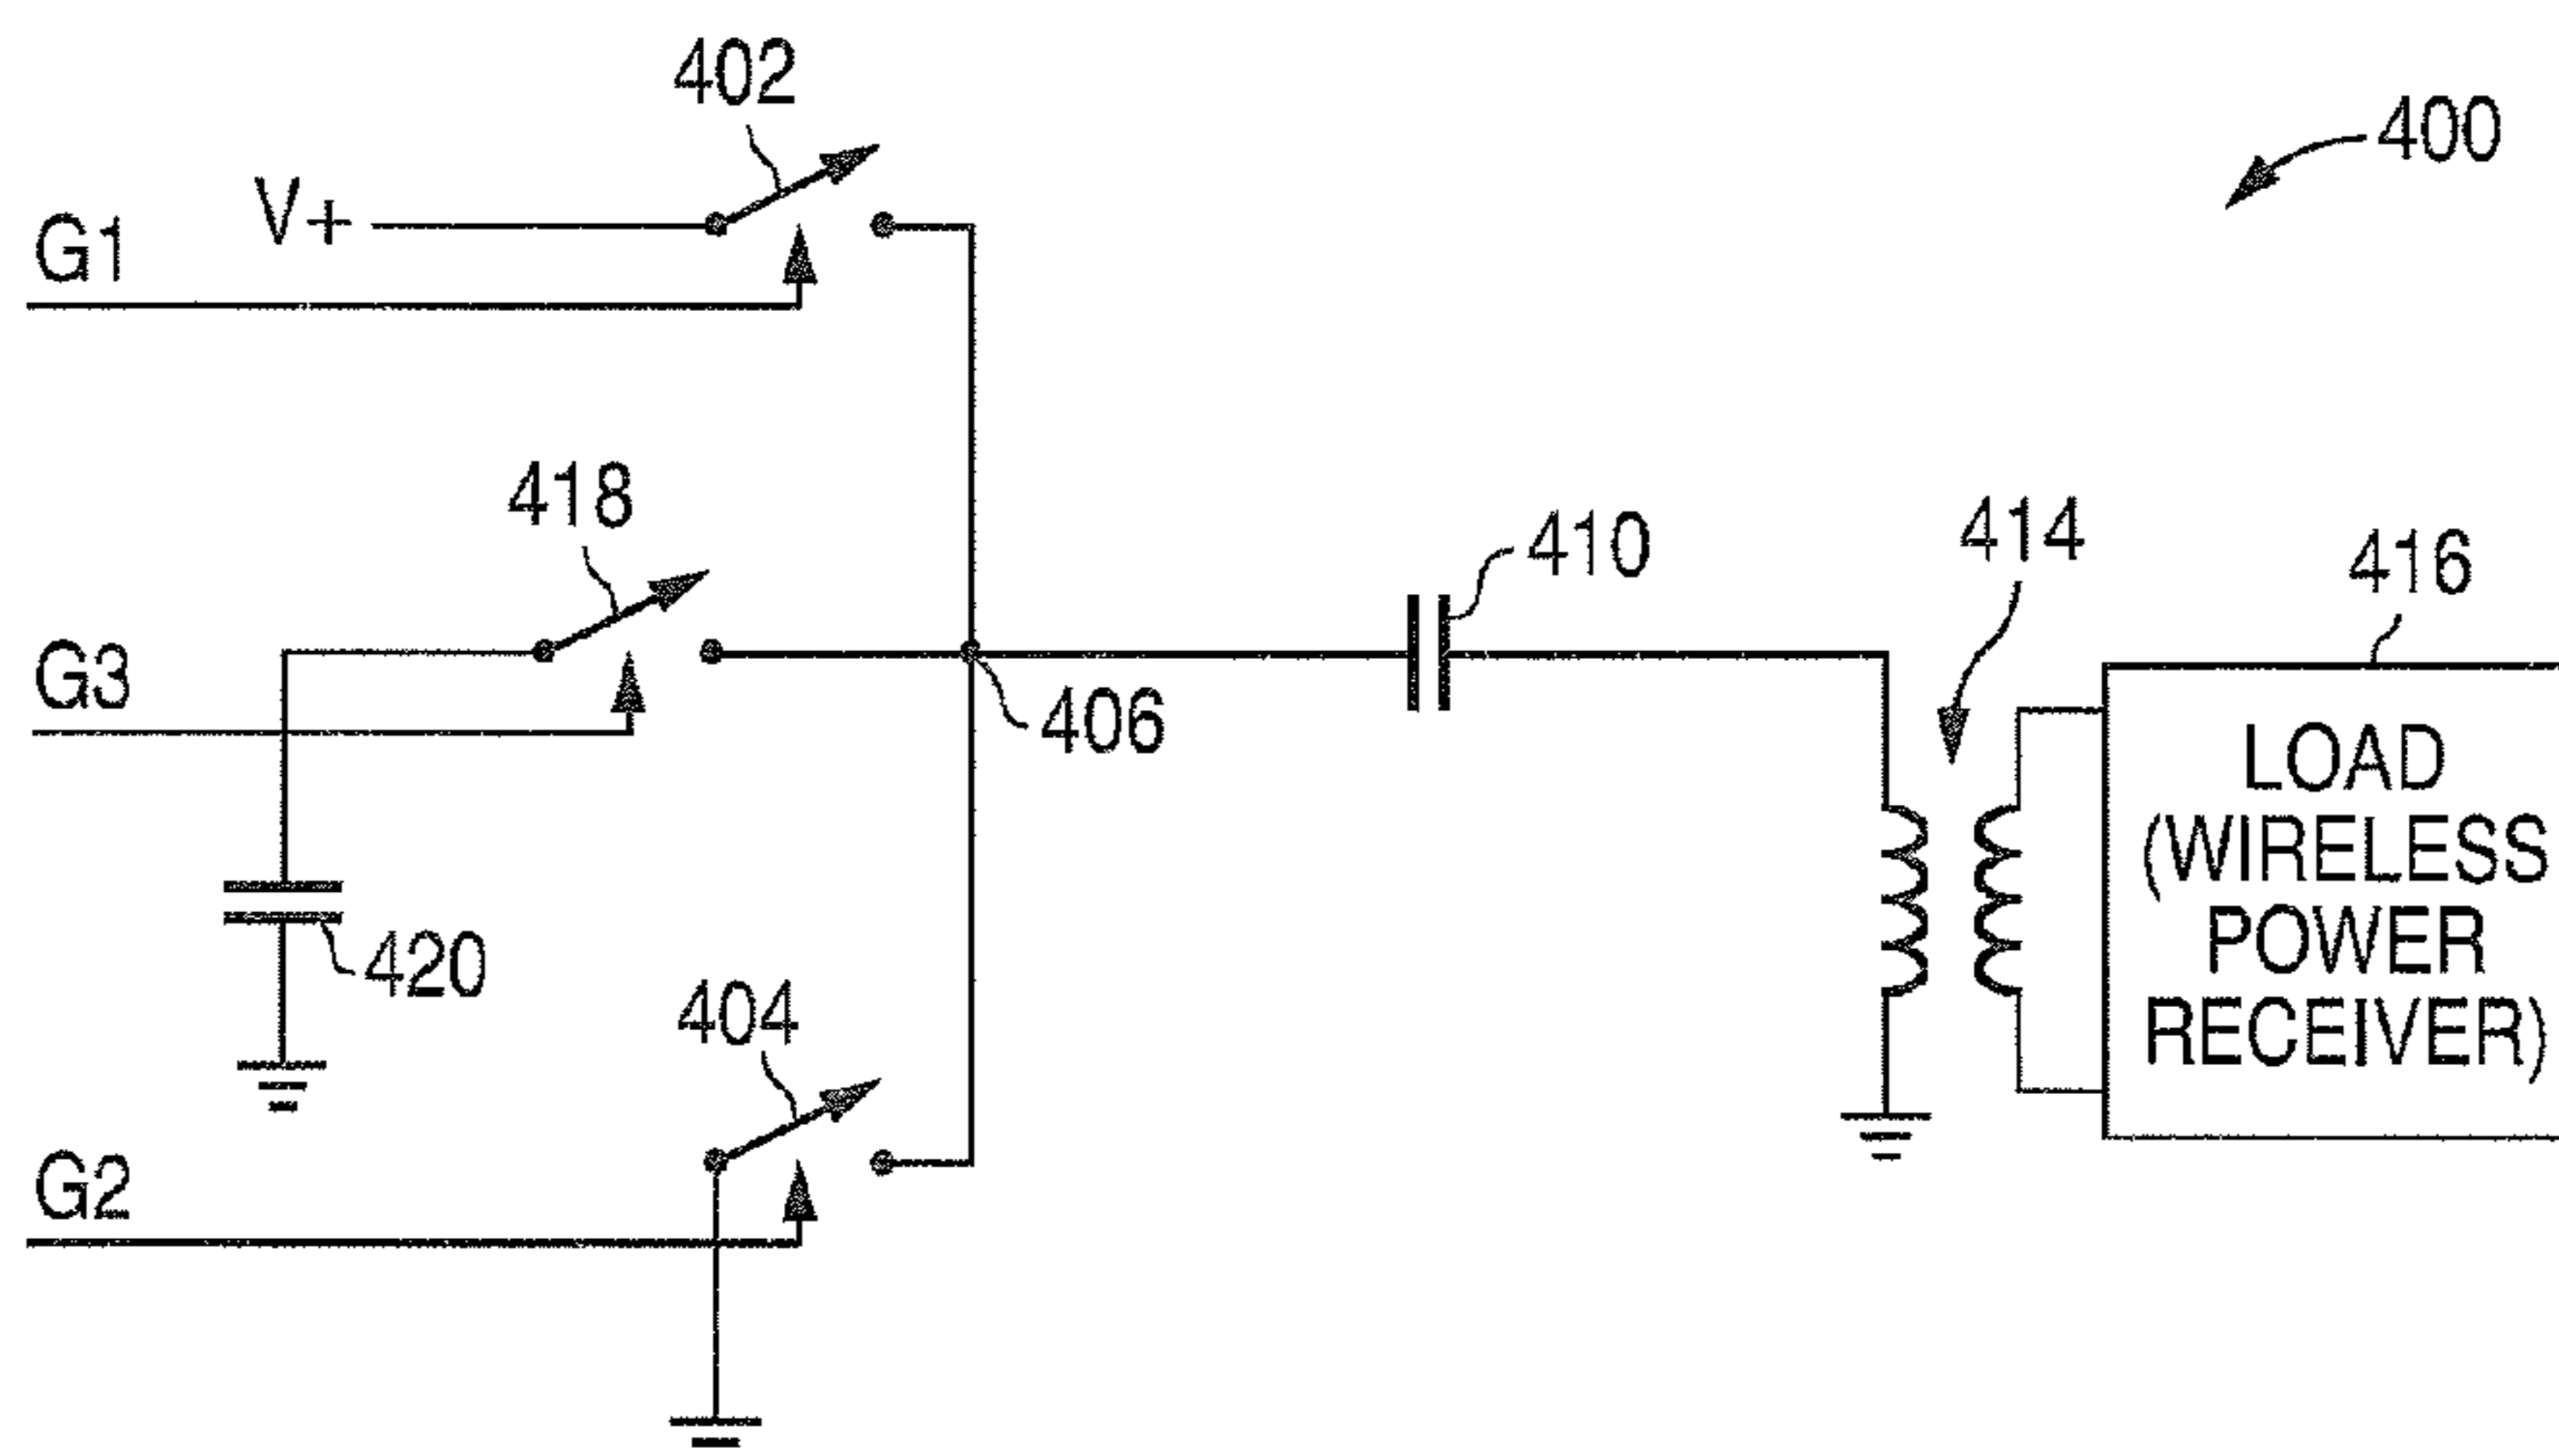 402
400
V+
G1
418
410
414
416
G3
406
LOAD
(WIRELESS
POWER
RECEIVER)
420
404
G2